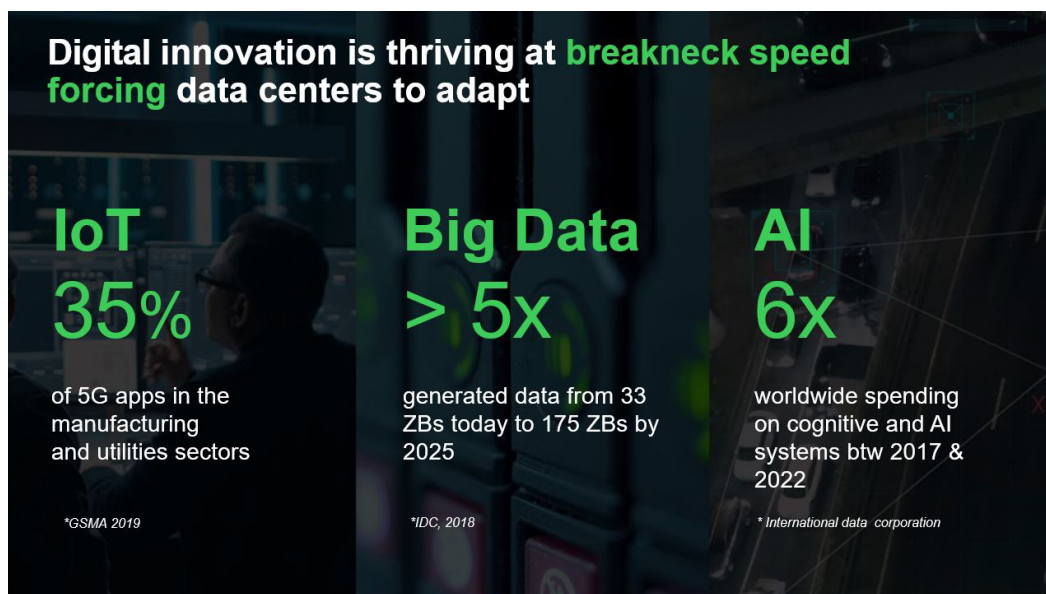 Digital innovation is thriving at breakneck speed
forcing data centers to adapt
IoT
35%
of 5G apps in the
manufacturing
and utilities sectors
*GSMA 2019
Big Data
> 5x
generated data from 33
ZBs today to 175 ZBs by
2025
*IDC, 2018
AI
6x
worldwide spending
on cognitive and AI
systems btw 2017 &
2022
* International data corporation